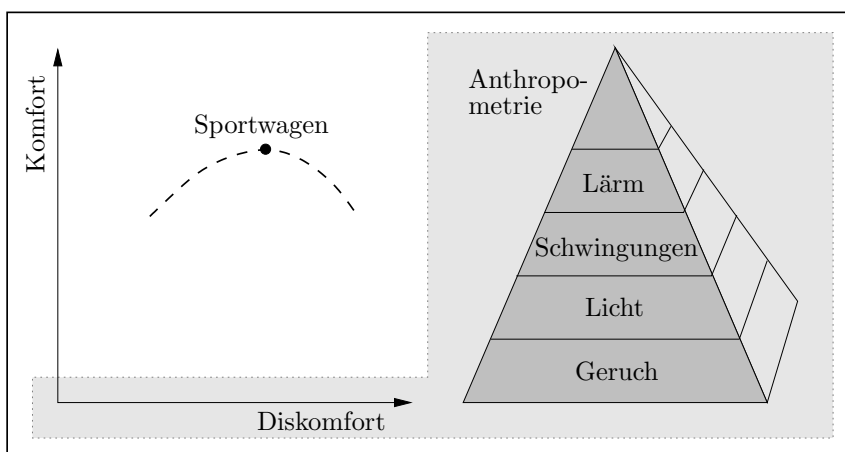 Komfort
Sportwagen
Diskomfort
Anthropo-
metrie
Lärm
Schwingungen
Licht
Geruch